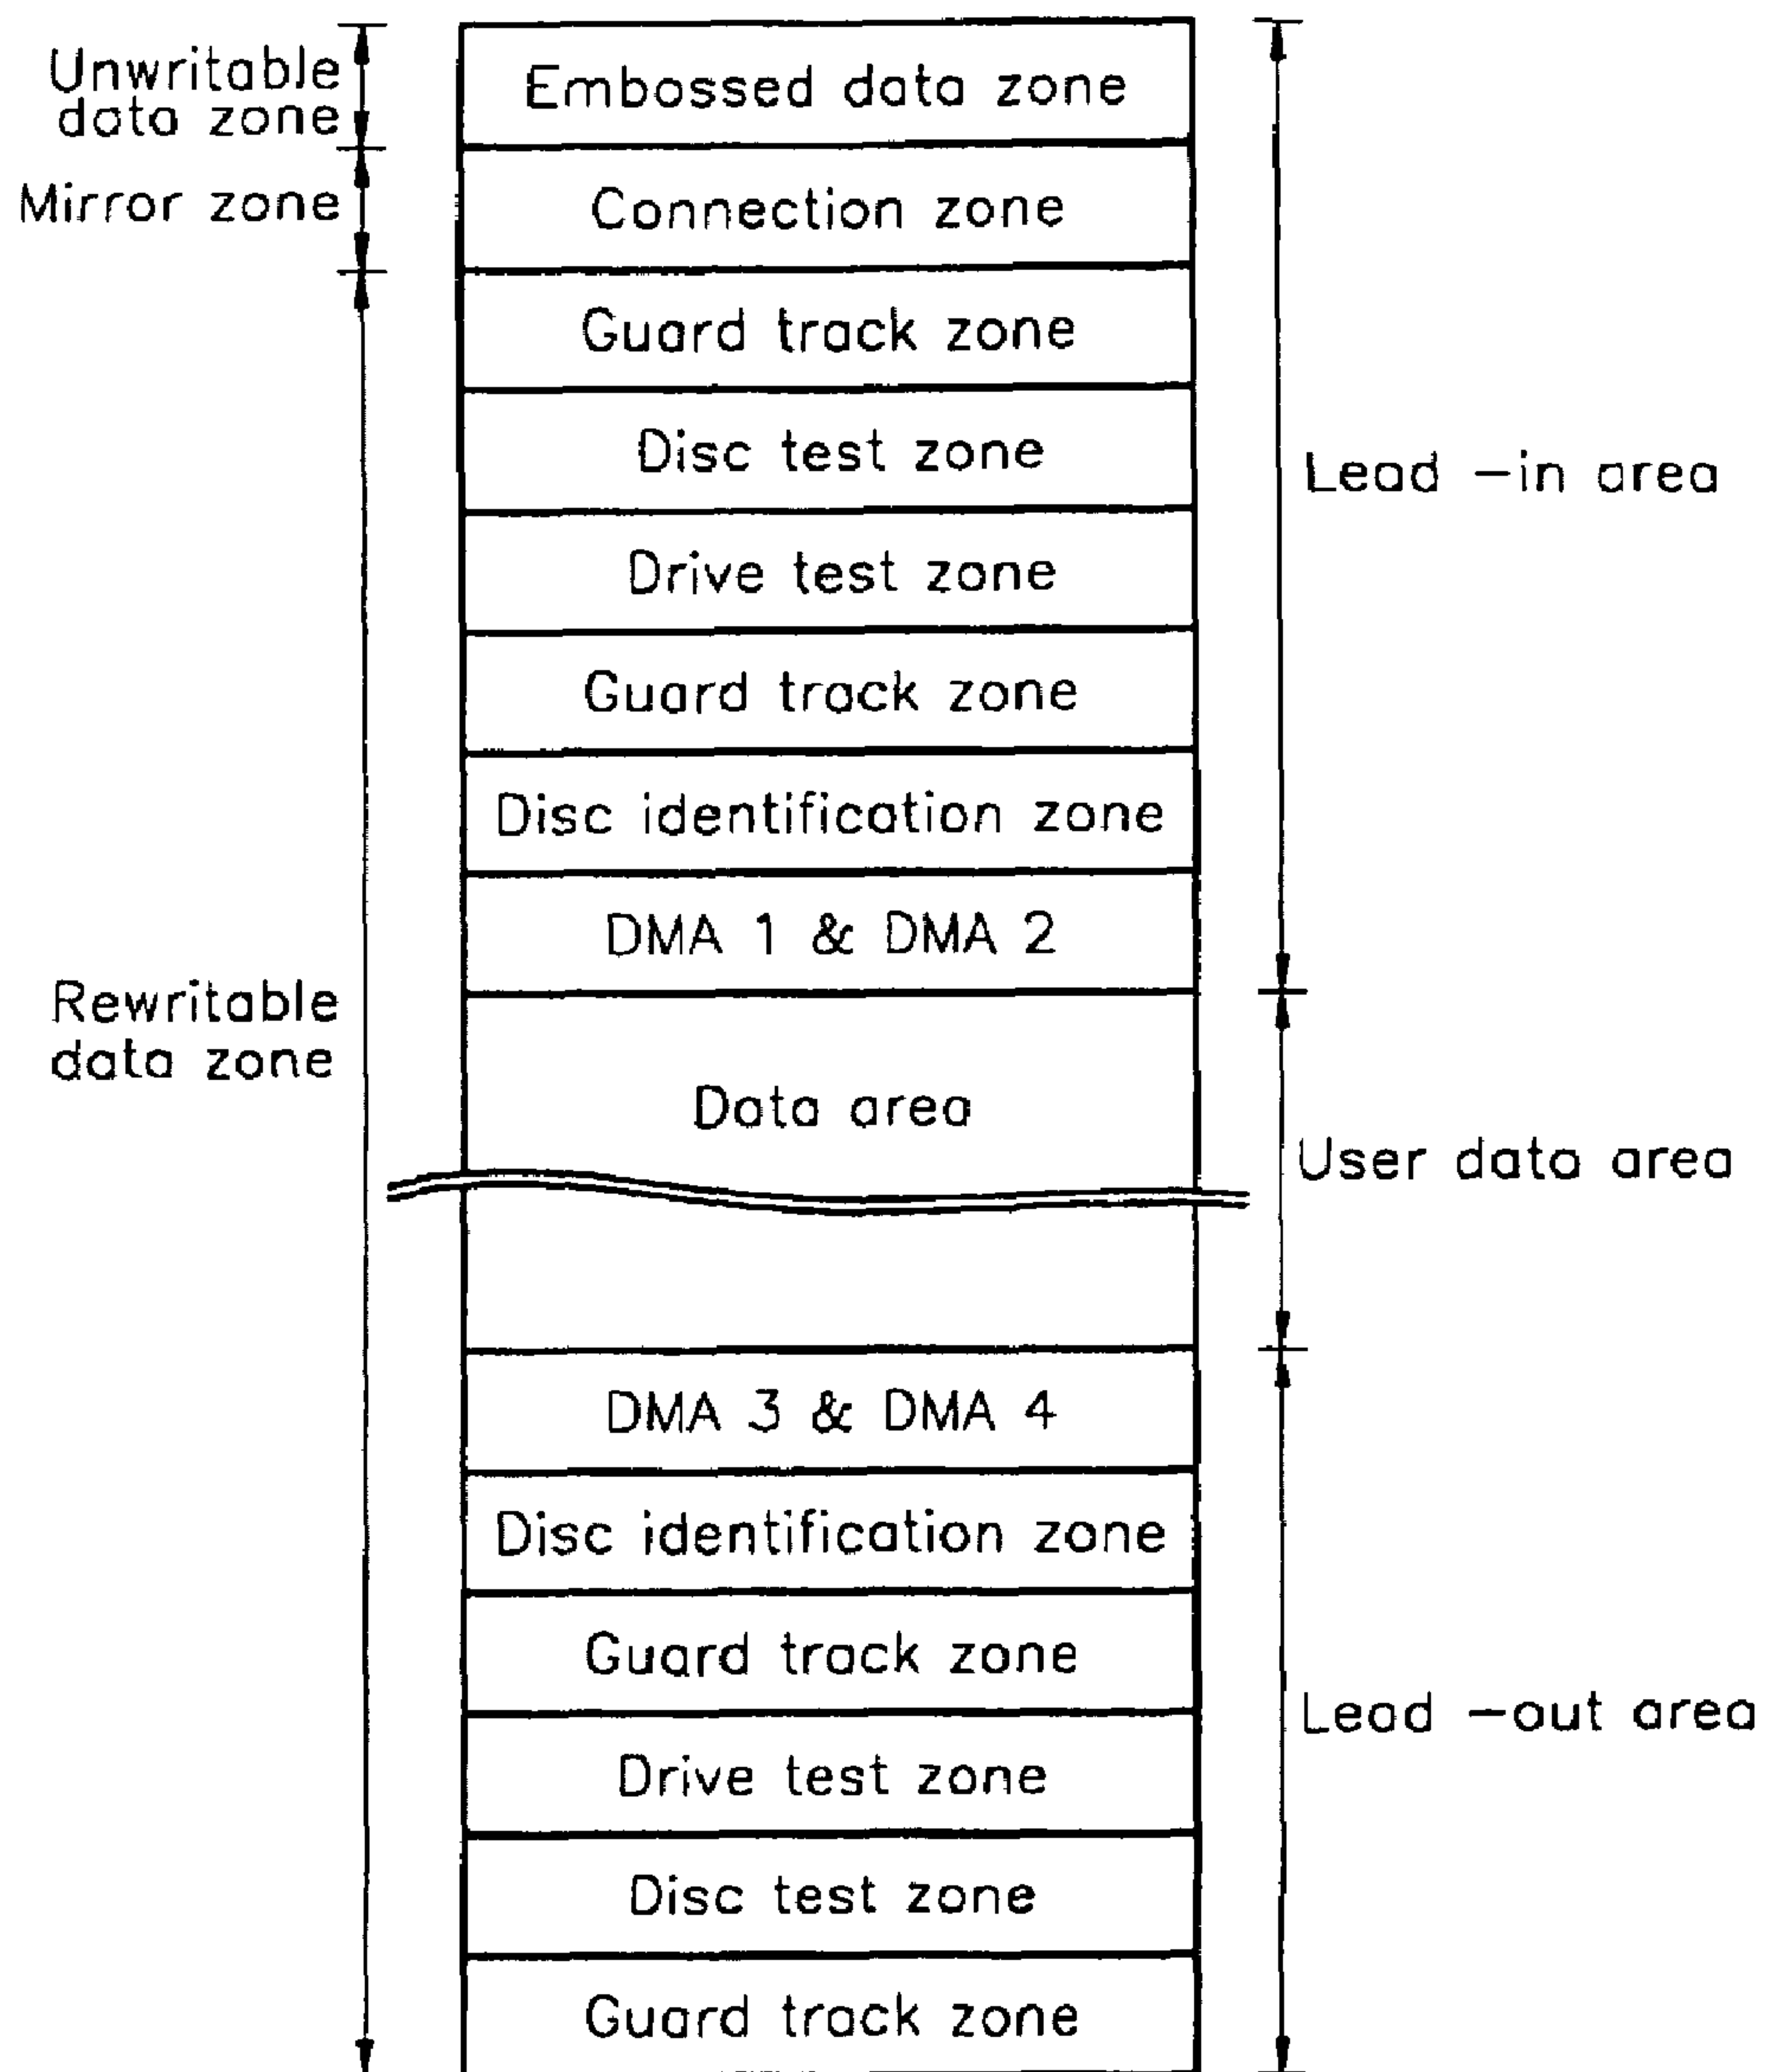 Unwritable
data zone
Mirror zone
Rewritable
data zone
Embossed data zone
Connection zone
Guard track zone
Disc test zone
Drive test zone
Guard track zone
Disc identification zone
DMA 1 & DMA 2
Data area
DMA 3 & DMA 4
Disc identification zone
Guard track zone
Drive test zone
Disc test zone
Guard track zone
Lead -in area
User data area
Lead -out area